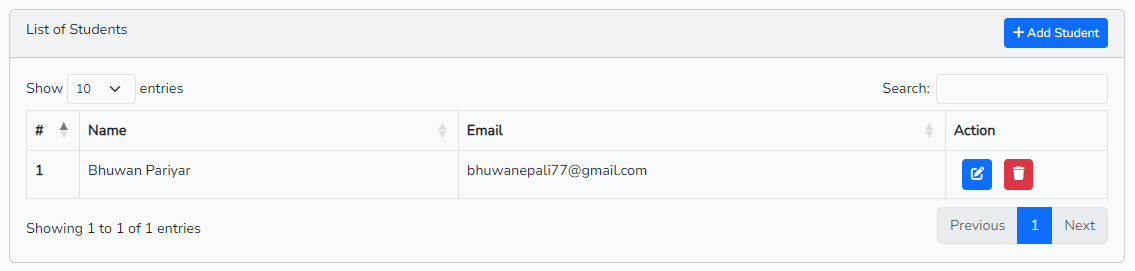 List of Students
Add Student
Show 10 entries
Search:
# Name Email Action
1 Bhuwan Pariyar bhuwanepali77@gmail.com
Showing 1 to 1 of 1 entries
Previous 1 Next